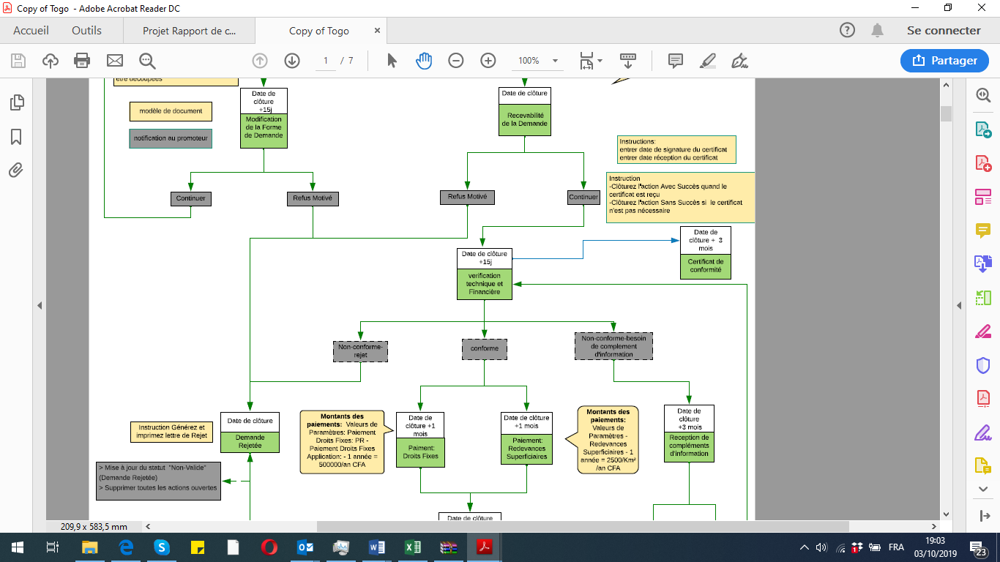 Copy of Togo - Adobe Acrobat Reader DC
Accueil
Outils
Projet Rapport de c...
Copy of Togo
×
Se connecter
1 / 7
100%
Partager
être découpées
modèle de document
notification au promoteur
Date de
clôture
+15j
Modification
de la Forme
de Demande
Date de clôture
Recevabilité
de la Demande
Instructions:
entrer date de signature du certificat
entrer date réception du certificat
Instruction
-Clôturez l'action Avec Succès quand le
certificat est reçu
-Clôturez l'action Sans Succès si le certificat
n'est pas nécessaire
Continuer
Refus Motivé
Refus Motivé
Continuer
Date de
clôture + 3
mois
Certificat de
conformité
Date de clôture
+15j
verification
technique et
Financière
Non-conforme-
rejet
conforme
Non-conforme-besoin
de complement
d'information
Instruction Générez et
imprimez lettre de Rejet
Date de clôture
Demande
Rejetée
Montants des
paiements: Valeurs de
Paramètres: Paiement
Droits Fixes: PR -
Paiement Droits Fixes
Application: - 1 année =
500000/an CFA
Date de
clôture +1
mois
Paiment:
Droits Fixes
Date de clôture
+1 mois
Paiement:
Redevances
Superficiaires
Montants des
paiements:
Valeurs de
Paramètres -
Redevances
Superficiaires - 1
année = 2500/Km²
/an CFA
Date de
clôture
+3 mois
Reception de
compléments
d'information
> Mise à jour du statut "Non-Valide"
(Demande Rejetée)
> Supprimer toutes les actions ouvertes
Date de clôture
209,9 x 583,5 mm
FRA
19:03
03/10/2019
23